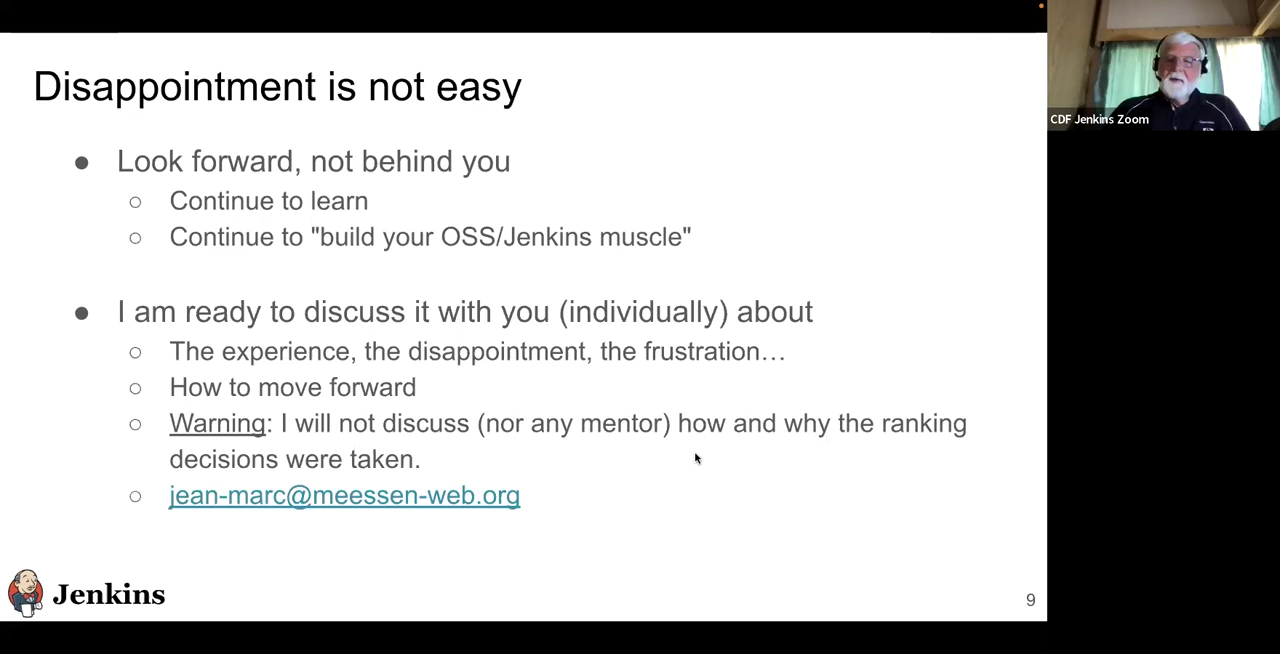 Disappointment is not easy
● Look forward, not behind you
○ Continue to learn
○ Continue to "build your OSS/Jenkins muscle"
● I am ready to discuss it with you (individually) about
○ The experience, the disappointment, the frustration…
○ How to move forward
○ Warning: I will not discuss (nor any mentor) how and why the ranking
decisions were taken.
○ jean-marc@meessen-web.org
Jenkins
9
CDF Jenkins Zoom